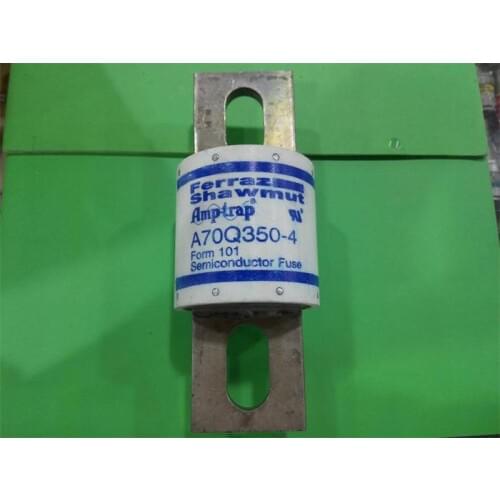 Ferraz
Shawmut
Amp-trap®
A70Q350-4
Form 101
Semiconductor Fuse